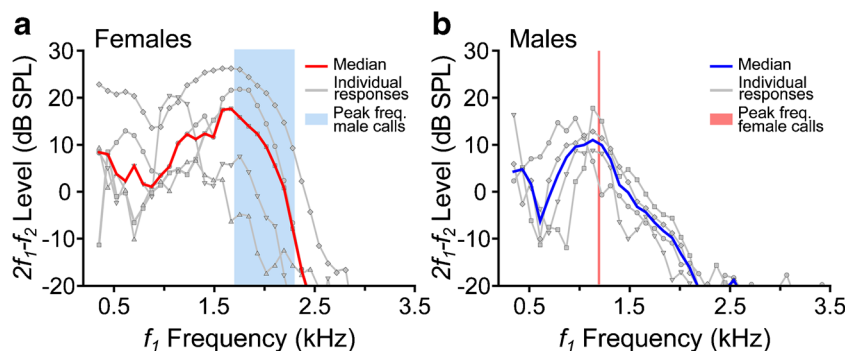 a
Females
30
20
10
0
-10
-20
2f1-f2 Level (dB SPL)
0.5
1.5
2.5
3.5
f1 Frequency (kHz)
Median
Individual
responses
Peak freq.
male calls
b
Males
30
20
10
0
-10
-20
2f1-f2 Level (dB SPL)
0.5
1.5
2.5
3.5
f1 Frequency (kHz)
Median
Individual
responses
Peak freq.
female calls